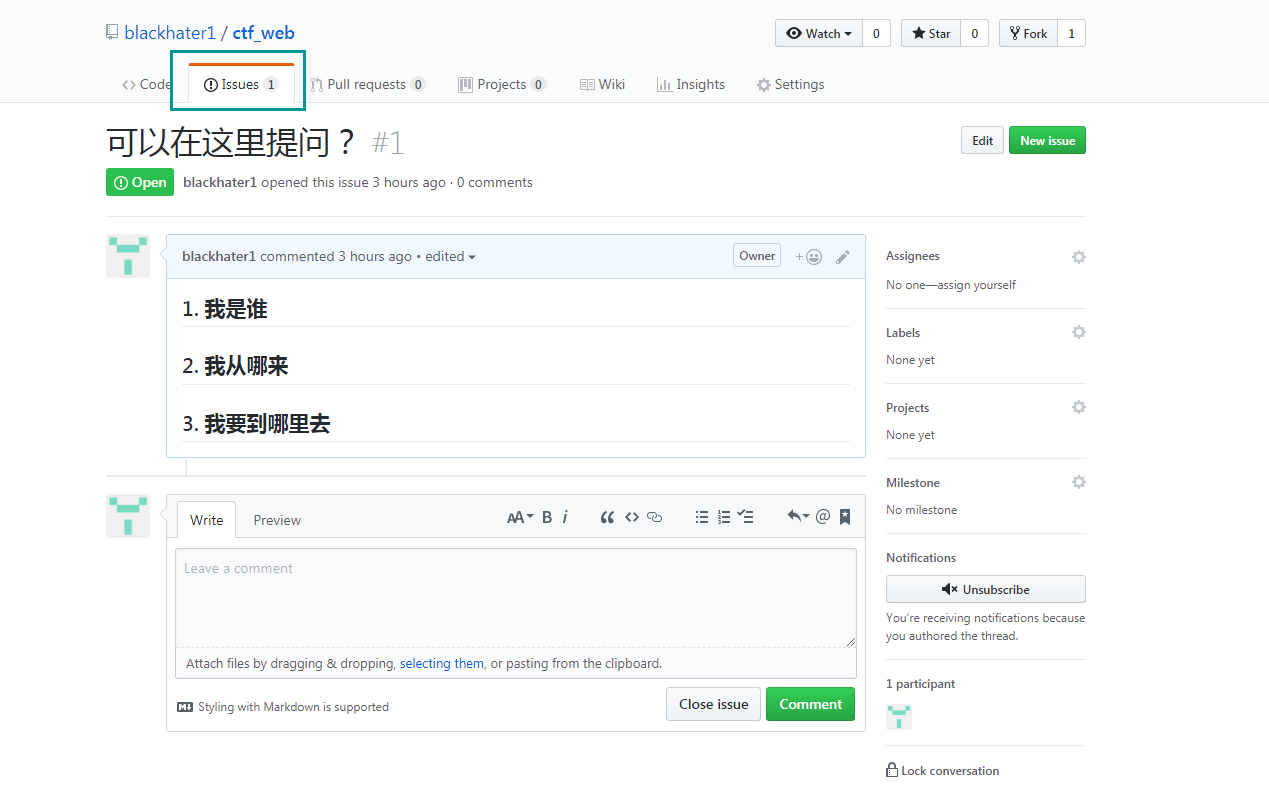 blackhater1 / ctf_web
Watch 0 Star 0 Fork 1
Code Issues 1 Pull requests 0 Projects 0 Wiki Insights Settings
可以在这里提问？ #1
Edit New issue
Open blackhater1 opened this issue 3 hours ago · 0 comments
blackhater1 commented 3 hours ago • edited Owner
1. 我是谁
2. 我从哪来
3. 我要到哪里去
Write Preview AA B i
Leave a comment
Attach files by dragging & dropping, selecting them, or pasting from the clipboard.
Styling with Markdown is supported
Close issue Comment
Assignees
No one—assign yourself
Labels
None yet
Projects
None yet
Milestone
No milestone
Notifications
Unsubscribe
You're receiving notifications because
you authored the thread.
1 participant
Lock conversation